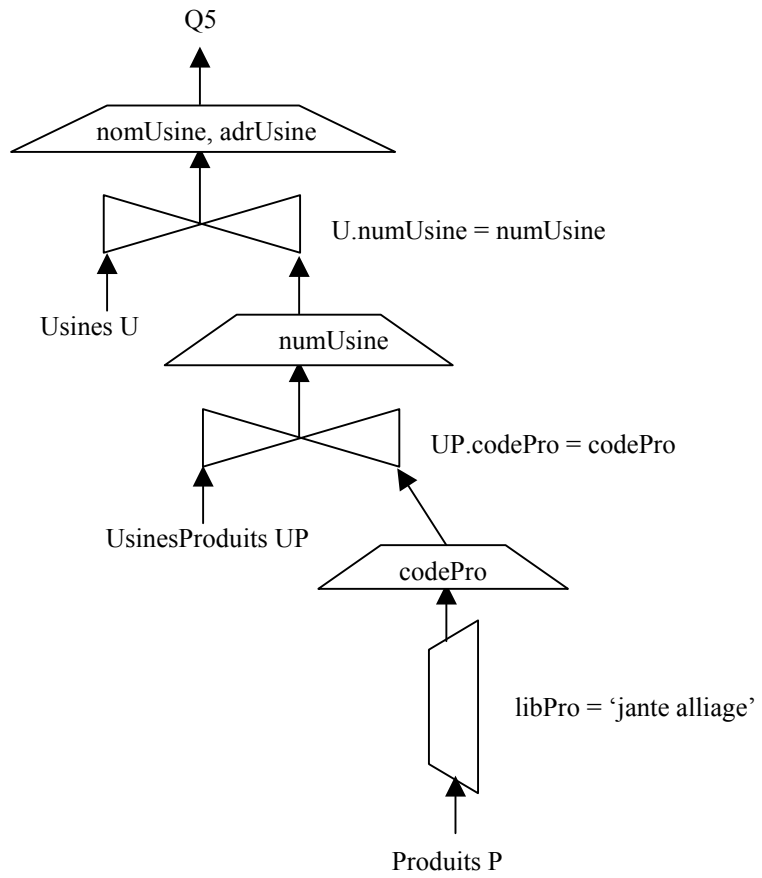 Q5
nomUsine, adrUsine
U.numUsine = numUsine
Usines U
numUsine
UP.codePro = codePro
UsinesProduits UP
codePro
libPro = ‘jante alliage’
Produits P